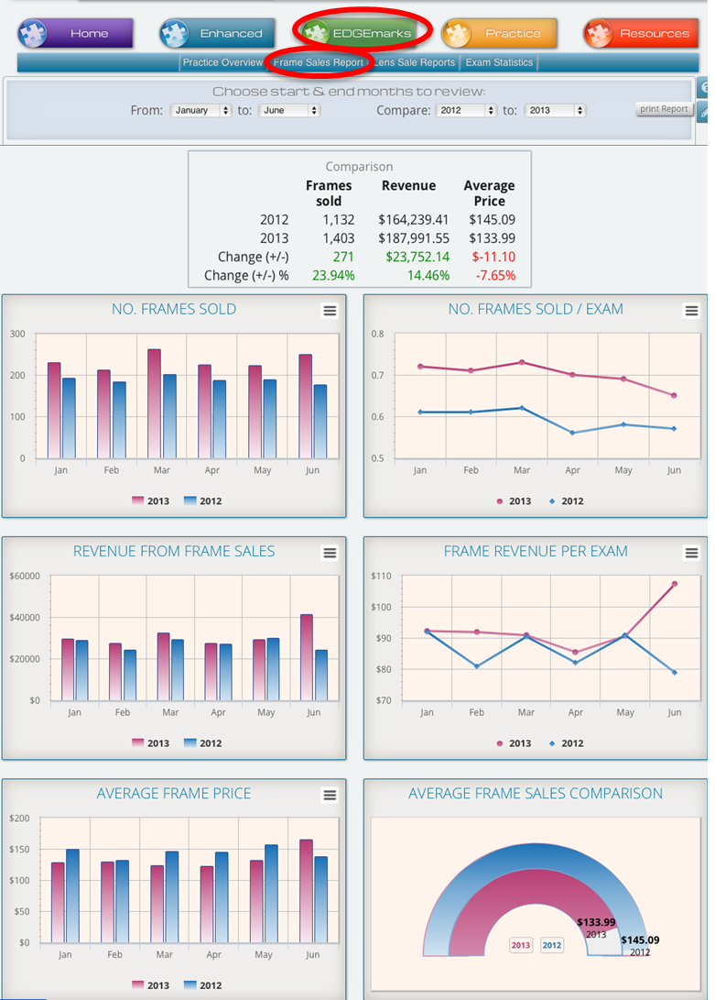 Home Enhanced EDGEmarks Practice Resources
Practice Overview Frame Sales Report Lens Sale Reports Exam Statistics
Choose start & end months to review:
From: January to: June Compare: 2012 to: 2013 print Report
Comparison
Frames sold Revenue Average Price
2012 1,132 $164,239.41 $145.09
2013 1,403 $187,991.55 $133.99
Change (+/-) 271 $23,752.14 $-11.10
Change (+/-) % 23.94% 14.46% -7.65%
NO. FRAMES SOLD
300
200
100
0
Jan Feb Mar Apr May Jun
2013 2012
NO. FRAMES SOLD / EXAM
0.8
0.7
0.6
0.5
Jan Feb Mar Apr May Jun
2013 2012
REVENUE FROM FRAME SALES
$60000
$40000
$20000
$0
Jan Feb Mar Apr May Jun
2013 2012
FRAME REVENUE PER EXAM
$110
$100
$90
$80
$70
Jan Feb Mar Apr May Jun
2013 2012
AVERAGE FRAME PRICE
$200
$150
$100
$50
$0
Jan Feb Mar Apr May Jun
2013 2012
AVERAGE FRAME SALES COMPARISON
$133.99
2013
$145.09
2012
2013 2012